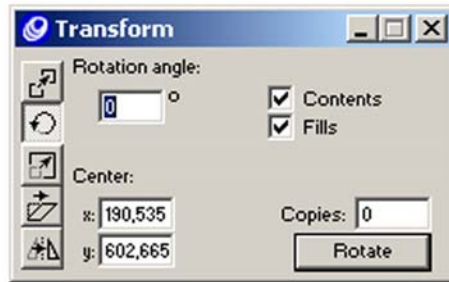 Transform
Rotation angle:
0 °
Contents
Fills
Center:
x: 190,535
Copies: 0
y: 602,665
Rotate